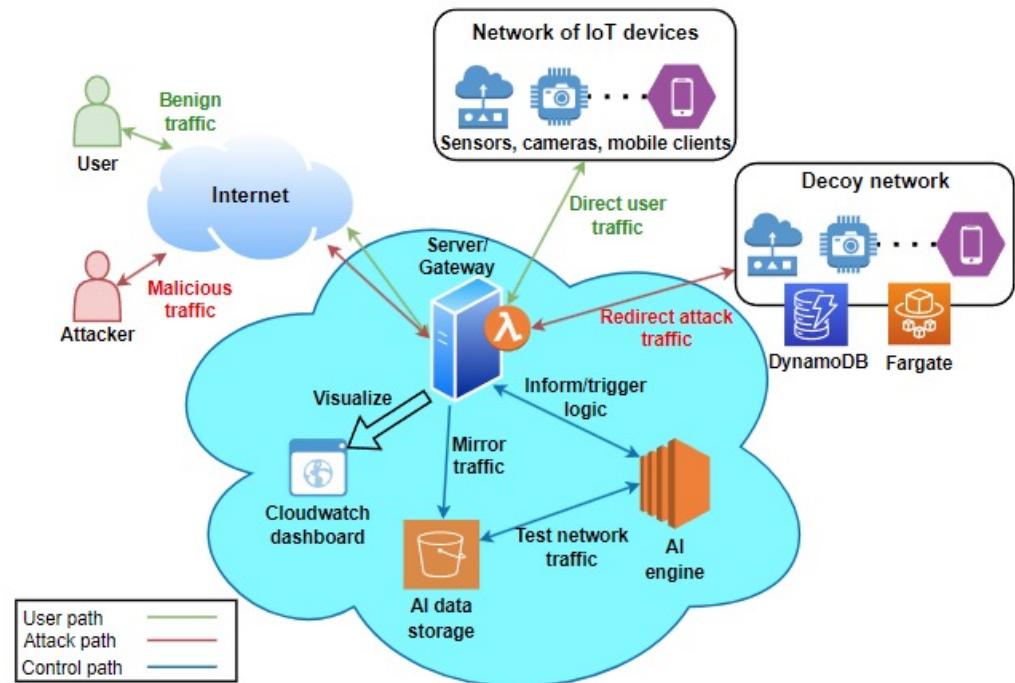 Network of IoT devices
Sensors, cameras, mobile clients
Benign
traffic
User
Internet
Direct user
traffic
Decoy network
Server/
Gateway
Malicious
traffic
Attacker
λ
Redirect attack
traffic
DynamoDB
Fargate
Visualize
Inform/trigger
logic
Mirror
traffic
Cloudwatch
dashboard
Test network
traffic
AI
engine
AI data
storage
User path
Attack path
Control path